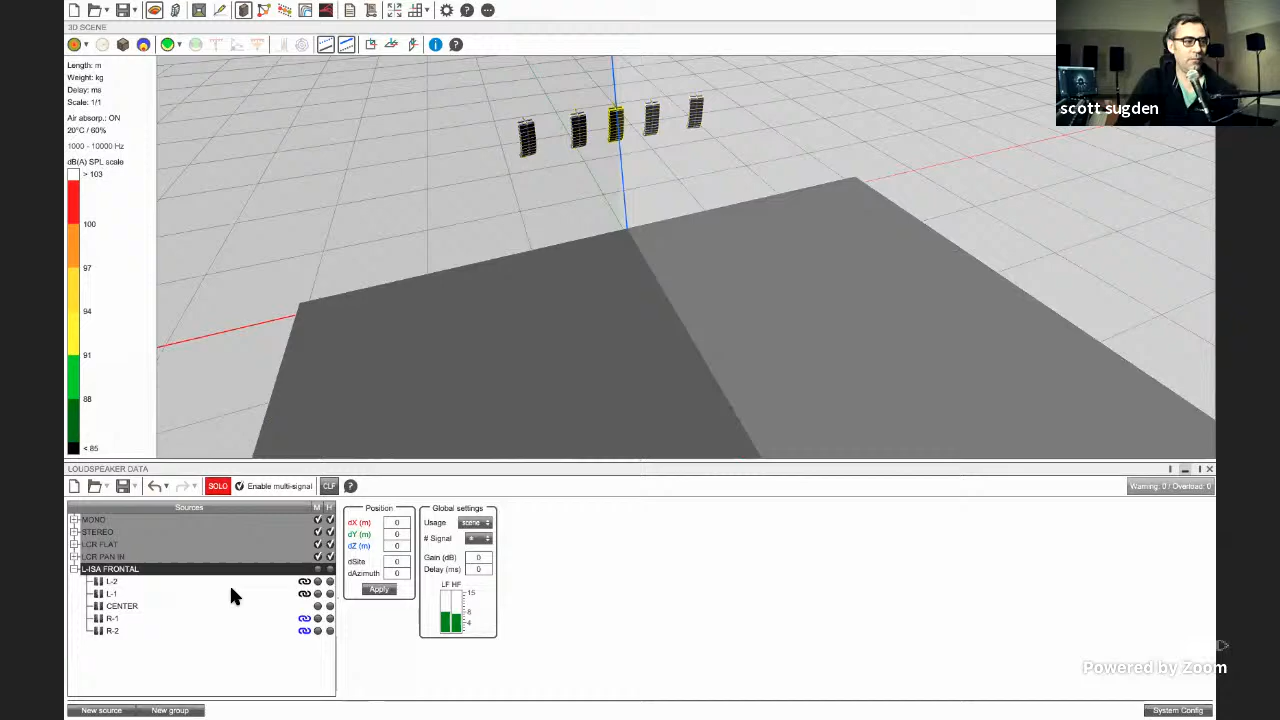 3D SCENE
Length: m
Weight: kg
Delay: ms
Scale: 1/1
Air absorp.: ON
20°C / 60%
1000 - 10000 Hz
dB(A) SPL scale
> 103
100
97
94
91
88
< 85
scott sugden
LOUDSPEAKER DATA
SOLO
Enable multi-signal
CLF
Warning: 0 / Overload: 0
Sources
M
H
MONO
STEREO
LCR FLAT
LCR PAN IN
L-ISA FRONTAL
L-2
L-1
CENTER
R-1
R-2
Position
dX (m) 0
dY (m) 0
dZ (m) 0
dSite 0
dAzimuth 0
Apply
Global settings
Usage scene
# Signal
Gain (dB) 0
Delay (ms) 0
LF HF
15
8
4
Powered by Zoom
New source
New group
System Config